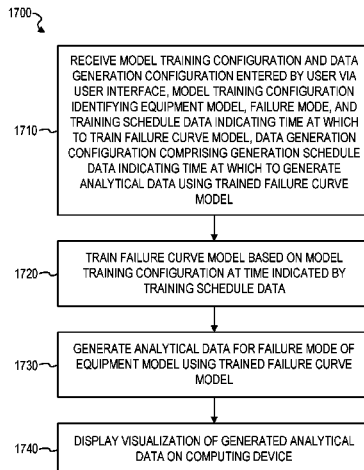 1700
1710
RECEIVE MODEL TRAINING CONFIGURATION AND DATA
GENERATION CONFIGURATION ENTERED BY USER VIA
USER INTERFACE, MODEL TRAINING CONFIGURATION
IDENTIFYING EQUIPMENT MODEL, FAILURE MODE, AND
TRAINING SCHEDULE DATA INDICATING TIME AT WHICH
TO TRAIN FAILURE CURVE MODEL, DATA GENERATION
CONFIGURATION COMPRISING GENERATION SCHEDULE
DATA INDICATING TIME AT WHICH TO GENERATE
ANALYTICAL DATA USING TRAINED FAILURE CURVE
MODEL
1720
TRAIN FAILURE CURVE MODEL BASED ON MODEL
TRAINING CONFIGURATION AT TIME INDICATED BY
TRAINING SCHEDULE DATA
1730
GENERATE ANALYTICAL DATA FOR FAILURE MODE OF
EQUIPMENT MODEL USING TRAINED FAILURE CURVE
MODEL
1740
DISPLAY VISUALIZATION OF GENERATED ANALYTICAL
DATA ON COMPUTING DEVICE